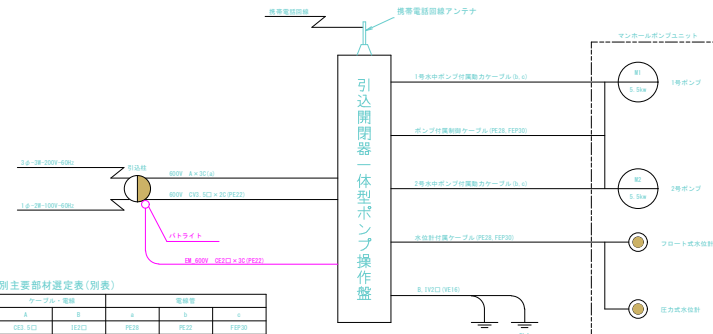 携帯電話回線
携帯電話回線アンテナ
マンホールポンプユニット
引込開閉器一体型ポンプ操作盤
1号水中ポンプ付属動力ケーブル(b,c)
M1
5.5kw
1号ポンプ
ポンプ付属制御ケーブル(PE28,FEP30)
3φ-3W-200V-60Hz
引込柱
600V A×3C(a)
600V CV3.5□×2C(PE22)
1φ-2W-100V-60Hz
2号水中ポンプ付属動力ケーブル(b,c)
M2
5.5kw
2号ポンプ
パトライト
水位計付属ケーブル(PE28,FEP30)
フロート式水位計
EM_600V CE2□×3C(PE22)
別主要部材選定表(別表)
B IV2□(VE16)
圧力式水位計
ケーブル・電線 電線管
A B a b c
CE3.5□ IE2□ PE28 PE22 FEP30